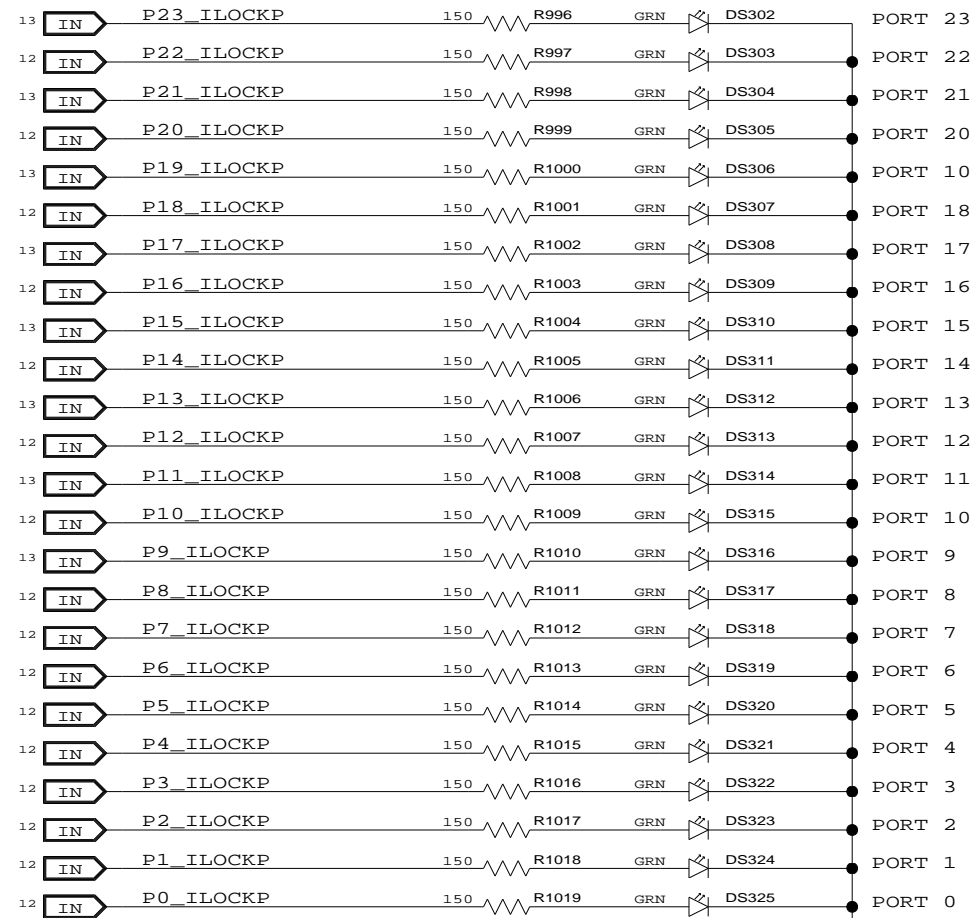 13 IN P23_ILOCKP 150 R996 GRN DS302 PORT 23
12 IN P22_ILOCKP 150 R997 GRN DS303 PORT 22
13 IN P21_ILOCKP 150 R998 GRN DS304 PORT 21
12 IN P20_ILOCKP 150 R999 GRN DS305 PORT 20
13 IN P19_ILOCKP 150 R1000 GRN DS306 PORT 10
12 IN P18_ILOCKP 150 R1001 GRN DS307 PORT 18
13 IN P17_ILOCKP 150 R1002 GRN DS308 PORT 17
12 IN P16_ILOCKP 150 R1003 GRN DS309 PORT 16
13 IN P15_ILOCKP 150 R1004 GRN DS310 PORT 15
12 IN P14_ILOCKP 150 R1005 GRN DS311 PORT 14
13 IN P13_ILOCKP 150 R1006 GRN DS312 PORT 13
12 IN P12_ILOCKP 150 R1007 GRN DS313 PORT 12
13 IN P11_ILOCKP 150 R1008 GRN DS314 PORT 11
12 IN P10_ILOCKP 150 R1009 GRN DS315 PORT 10
13 IN P9_ILOCKP 150 R1010 GRN DS316 PORT 9
12 IN P8_ILOCKP 150 R1011 GRN DS317 PORT 8
12 IN P7_ILOCKP 150 R1012 GRN DS318 PORT 7
12 IN P6_ILOCKP 150 R1013 GRN DS319 PORT 6
12 IN P5_ILOCKP 150 R1014 GRN DS320 PORT 5
12 IN P4_ILOCKP 150 R1015 GRN DS321 PORT 4
12 IN P3_ILOCKP 150 R1016 GRN DS322 PORT 3
12 IN P2_ILOCKP 150 R1017 GRN DS323 PORT 2
12 IN P1_ILOCKP 150 R1018 GRN DS324 PORT 1
12 IN P0_ILOCKP 150 R1019 GRN DS325 PORT 0